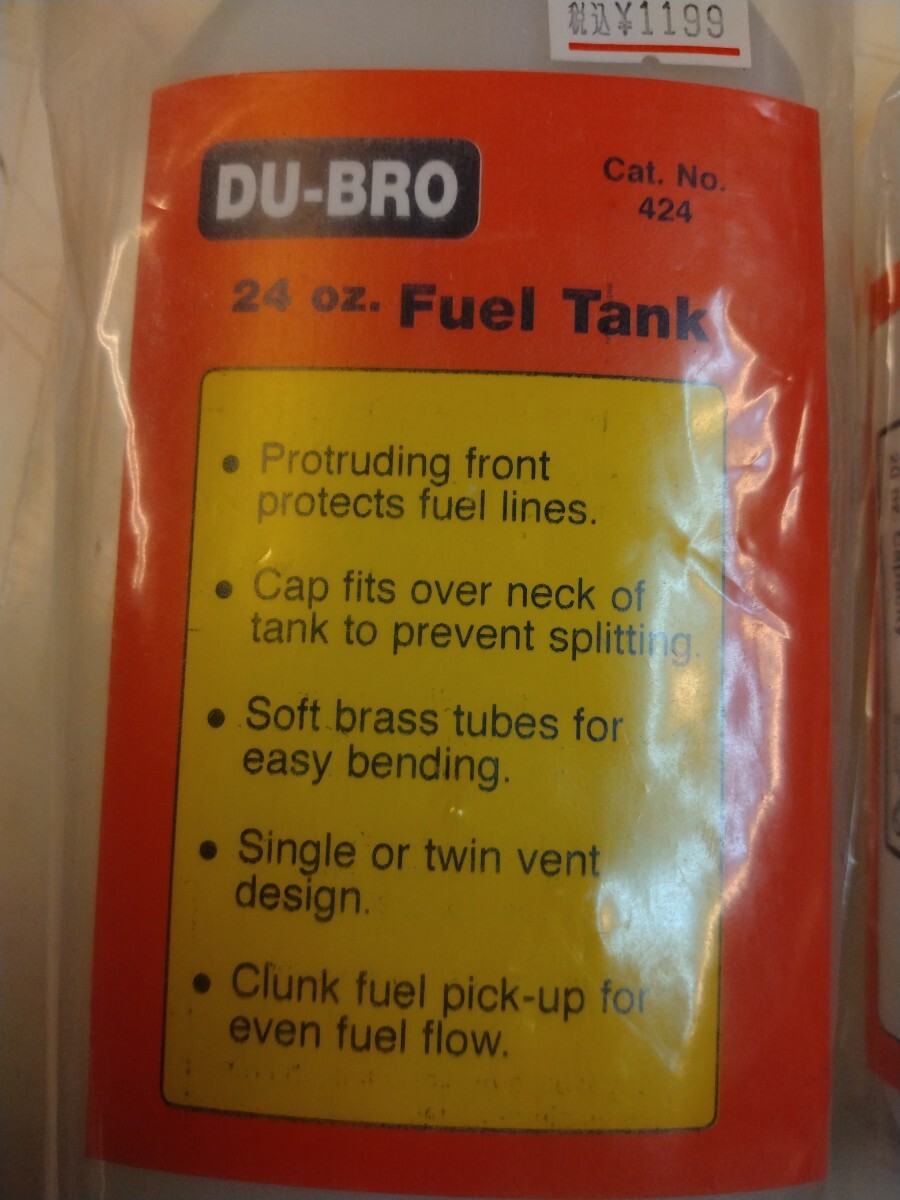 税込¥1199
DU-BRO
Cat. No.
424
24 oz. Fuel Tank
• Protruding front
protects fuel lines.
• Cap fits over neck of
tank to prevent splitting.
• Soft brass tubes for
easy bending.
• Single or twin vent
design.
• Clunk fuel pick-up for
even fuel flow.